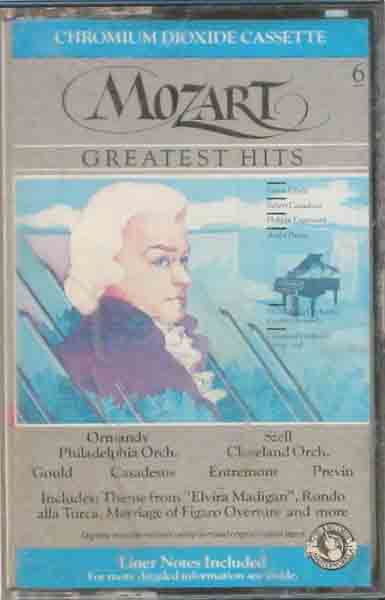 CHROMIUM DIOXIDE CASSETTE
6
MOZART
GREATEST HITS
Ormandy
Philadelphia Orch.
Szell
Cleveland Orch.
Gould Casadesus Entremont Previn
Includes: Theme from "Elvira Madigan", Rondo
alla Turca, Marriage of Figaro Overture and more
Liner Notes Included
For more detailed information see inside.